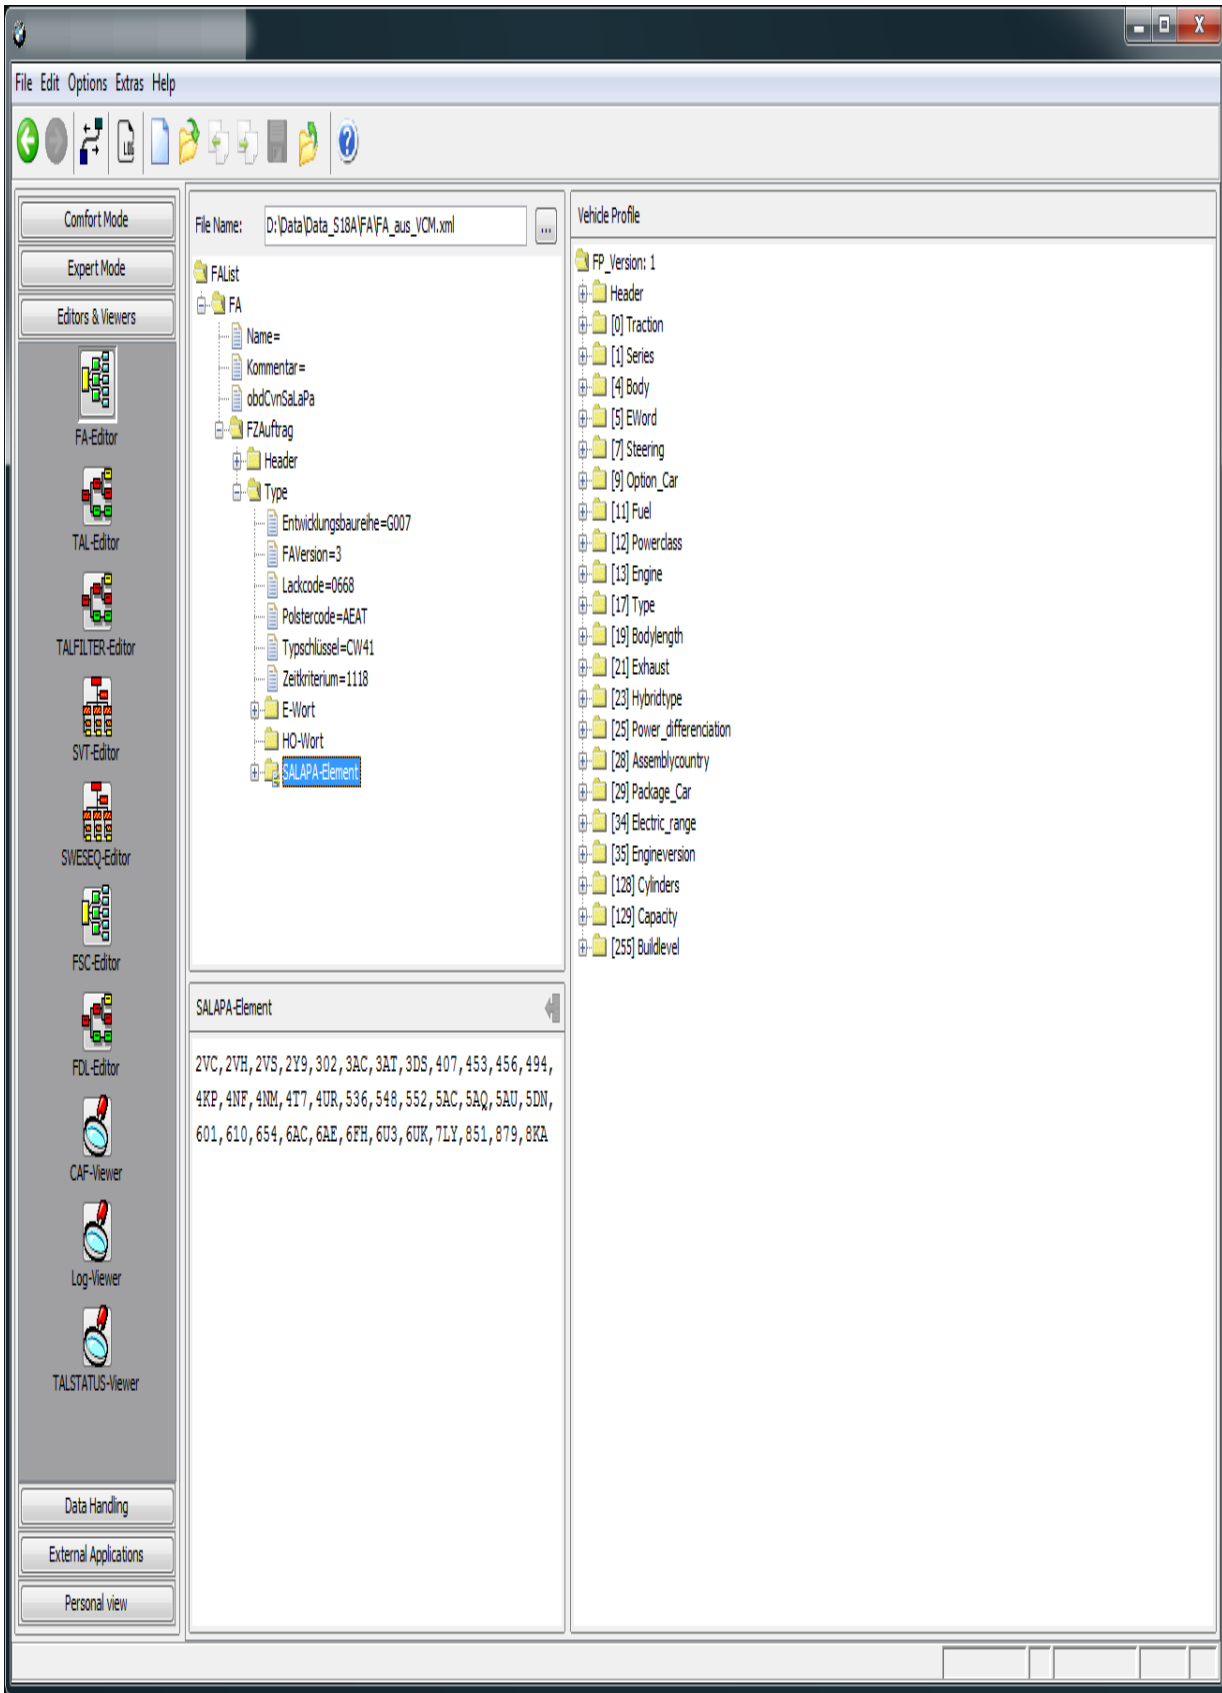 File Edit Options Extras Help
LOG
Comfort Mode
Expert Mode
Editors & Viewers
FA-Editor
TAL-Editor
TALFILTER-Editor
SVT-Editor
SWESEQ-Editor
FSC-Editor
FDL-Editor
CAF-Viewer
Log-Viewer
TALSTATUS-Viewer
Data Handling
External Applications
Personal view
File Name: D:\Data\Data_S18A\FA\FA_aus_VCM.xml ...
FAList
FA
Name=
Kommentar=
obdCvnSaLaPa
FZAuftrag
Header
Type
Entwicklungsbaureihe=G007
FAVersion=3
Lackcode=0668
Polstercode=AEAT
Typschlüssel=CW41
Zeitkriterium=1118
E-Wort
HO-Wort
SALAPA-Element
SALAPA-Element
2VC,2VH,2VS,2Y9,302,3AC,3AT,3DS,407,453,456,494,
4KP,4NF,4NM,4T7,4UR,536,548,552,5AC,5AQ,5AU,5DN,
601,610,654,6AC,6AE,6FH,6U3,6UK,7LY,851,879,8KA
Vehicle Profile
FP_Version: 1
Header
[0] Traction
[1] Series
[4] Body
[5] EWord
[7] Steering
[9] Option_Car
[11] Fuel
[12] Powerclass
[13] Engine
[17] Type
[19] Bodylength
[21] Exhaust
[23] Hybridtype
[25] Power_differenciation
[28] Assemblycountry
[29] Package_Car
[34] Electric_range
[35] Engineversion
[128] Cylinders
[129] Capacity
[255] Buildlevel